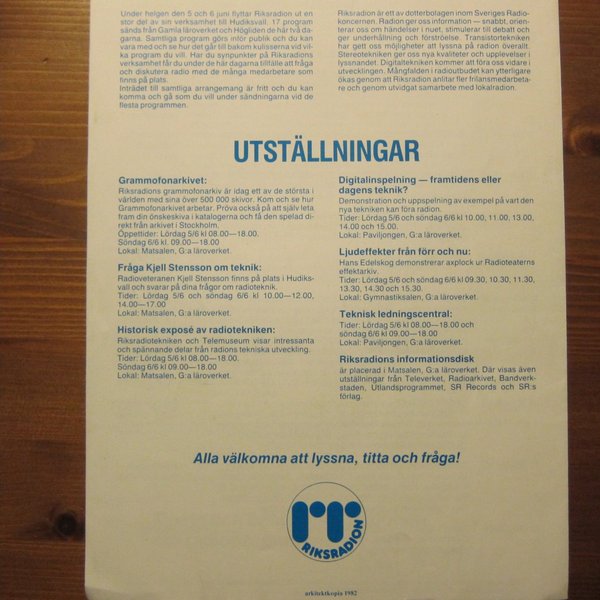 Under helgen den 5 och 6 juni flyttar Riksradion ut en
stor del av sin verksamhet till Hudiksvall. 17 program
sänds från Gamla läroverket och Högliden de här två da-
garna. Samtliga program görs inför publik och du kan
vara med och se hur det går till bakom kulisserna vid vil-
ka program du vill. Har du synpunkter på Riksradions
verksamhet får du under de här dagarna tillfälle att fråga
och diskutera radio med de många medarbetare som
finns på plats.
Inträdet till samtliga arrangemang är fritt och du kan
komma och gå som du vill under sändningarna vid de
flesta programmen.
Riksradion är ett av dotterbolagen inom Sveriges Radio-
koncernen. Radion ger oss information — snabbt, orien-
terar oss om händelser i nuet, stimulerar till debatt och
ger underhållning och förströelse. Transistortekniken
har gett oss möjligheter att lyssna på radion överallt.
Stereotekniken ger oss nya kvaliteter och upplevelser i
lyssnandet. Digitaltekniken kommer att föra oss vidare i
utvecklingen. Mångfalden i radioutbudet kan ytterligare
ökas genom att Riksradion anlitar fler frilansmedarbeta-
re och genom utvidgat samarbete med lokalradion.
UTSTÄLLNINGAR
Grammofonarkivet:
Riksradions grammofonarkiv är idag ett av de största i
världen med sina över 500 000 skivor. Kom och se hur
Grammofonarkivet arbetar. Pröva också på att själv leta
fram din önskeskiva i katalogerna och få den spelad di-
rekt från arkivet i Stockholm.
Öppettider: Lördag 5/6 kl 08.00—18.00.
Söndag 6/6 kl. 09.00—18.00
Lokal: Matsalen, G:a läroverket.
Fråga Kjell Stensson om teknik:
Radioveteranen Kjell Stensson finns på plats i Hudiks-
vall och svarar på dina frågor om radioteknik.
Tider: Lördag 5/6 och söndag 6/6 kl 10.00—12.00,
14.00—17.00
Lokal: Matsalen, G:a läroverket.
Historisk exposé av radiotekniken:
Riksradiotekniken och Telemuseum visar intressanta
och spännande delar från radions tekniska utveckling.
Tider: Lördag 5/6 kl 08.00—18.00.
Söndag 6/6 kl 09.00—18.00
Lokal: Matsalen, G:a läroverket.
Digitalinspelning — framtidens eller
dagens teknik?
Demonstration och uppspelning av exempel på vart den
nya tekniken kan föra radion.
Tider: Lördag 5/6 och söndag 6/6 kl 10.00, 11.00, 13.00,
14.00 och 15.00.
Lokal: Paviljongen, G:a läroverket.
Ljudeffekter från förr och nu:
Hans Edelskog demonstrerar axplock ur Radioteaterns
effektarkiv.
Tider: Lördag 5/6 och söndag 6/6 kl 09.30, 10.30, 11.30,
13.30, 14.30 och 15.30
Lokal: Gymnastiksalen, G:a läroverket.
Teknisk ledningscentral:
Tider: Lördag 5/6 kl 08.00—18.00 och
söndag 6/6 kl 09.00—18.00
Lokal: Paviljongen, G:a läroverket.
Riksradions informationsdisk
är placerad i Matsalen, G:a läroverket. Där visas även
utställningar från Televerket, Radioarkivet, Bandverk-
staden, Utlandsprogrammet, SR Records och SR:s
förlag.
Alla välkomna att lyssna, titta och fråga!
rr
RIKSRADION
arkitektkopia 1982